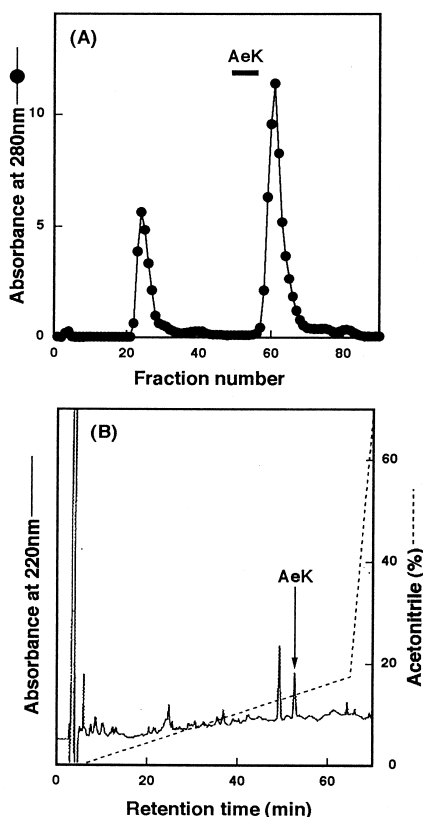 (A)
AeK
Absorbance at 280nm
10
5
0
0 20 40 60 80
Fraction number
(B)
AeK
Absorbance at 220nm
Acetonitrile (%)
60
40
20
0
0 20 40 60
Retention time (min)